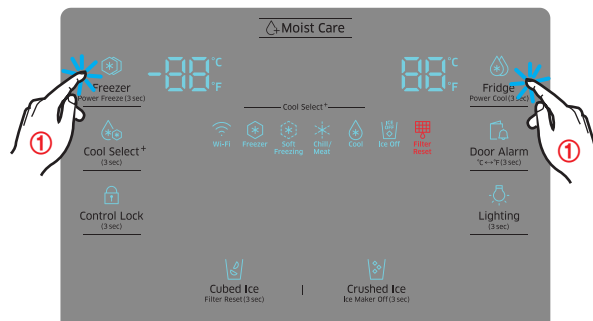 Moist Care
-88 °C °F
88 °C °F
Freezer
Power Freeze (3 sec)
Fridge
Power Cool (3 sec)
Cool Select+
Wi-Fi
Freezer
Soft
Freezing
Chill/
Meat
Cool
Ice Off
Filter
Reset
①
①
Cool Select+
(3 sec)
Door Alarm
°C↔°F (3 sec)
Control Lock
(3 sec)
Lighting
(3 sec)
Cubed Ice
Filter Reset (3 sec)
Crushed Ice
Ice Maker Off (3 sec)